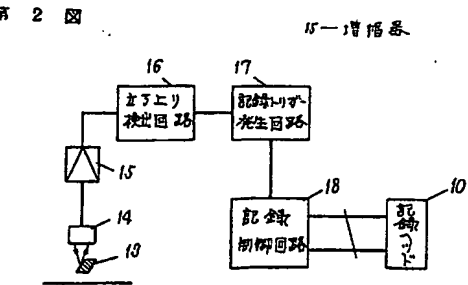 第 2 図
15―増幅器
16
17
立ち上り
検出回路
記録トリガー
発生回路
15
14
13
18
10
記録
制御回路
記録ヘッド